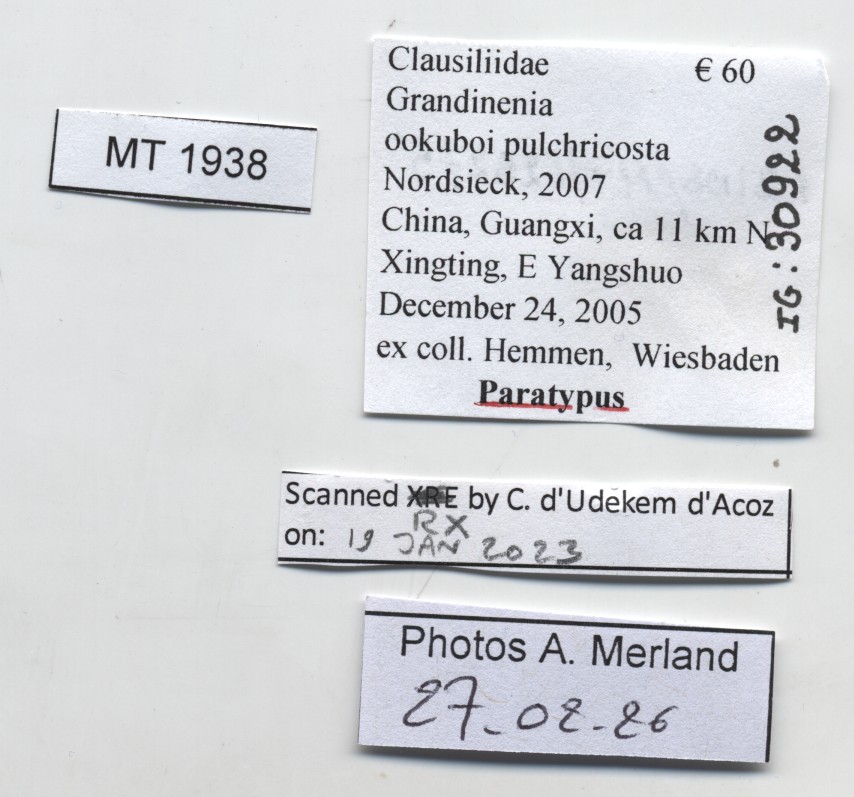 MT 1938
Clausiliidae € 60
Grandinenia
ookuboi pulchricosta
Nordsieck, 2007
China, Guangxi, ca 11 km N
Xingting, E Yangshuo
December 24, 2005
ex coll. Hemmen, Wiesbaden
Paratypus
IG: 30922
Scanned XRE by C. d'Udekem d'Acoz
RX
on: 19 JAN 2023
Photos A. Merland
27-02-26